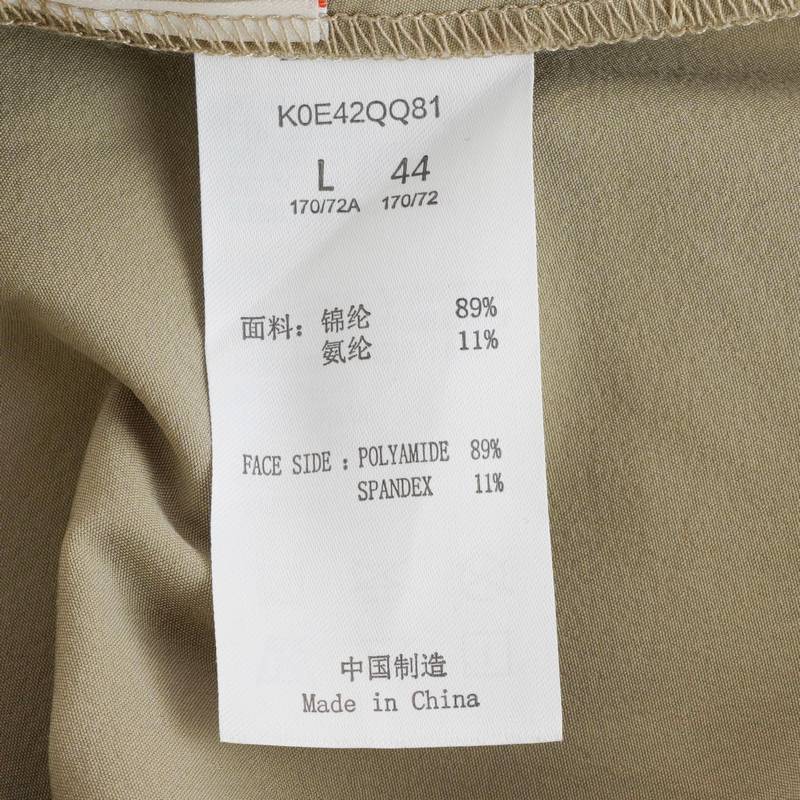 K0E42QQ81
L 44
170/72A 170/72
面料：锦纶 89%
氨纶 11%
FACE SIDE : POLYAMIDE 89%
SPANDEX 11%
中国制造
Made in China